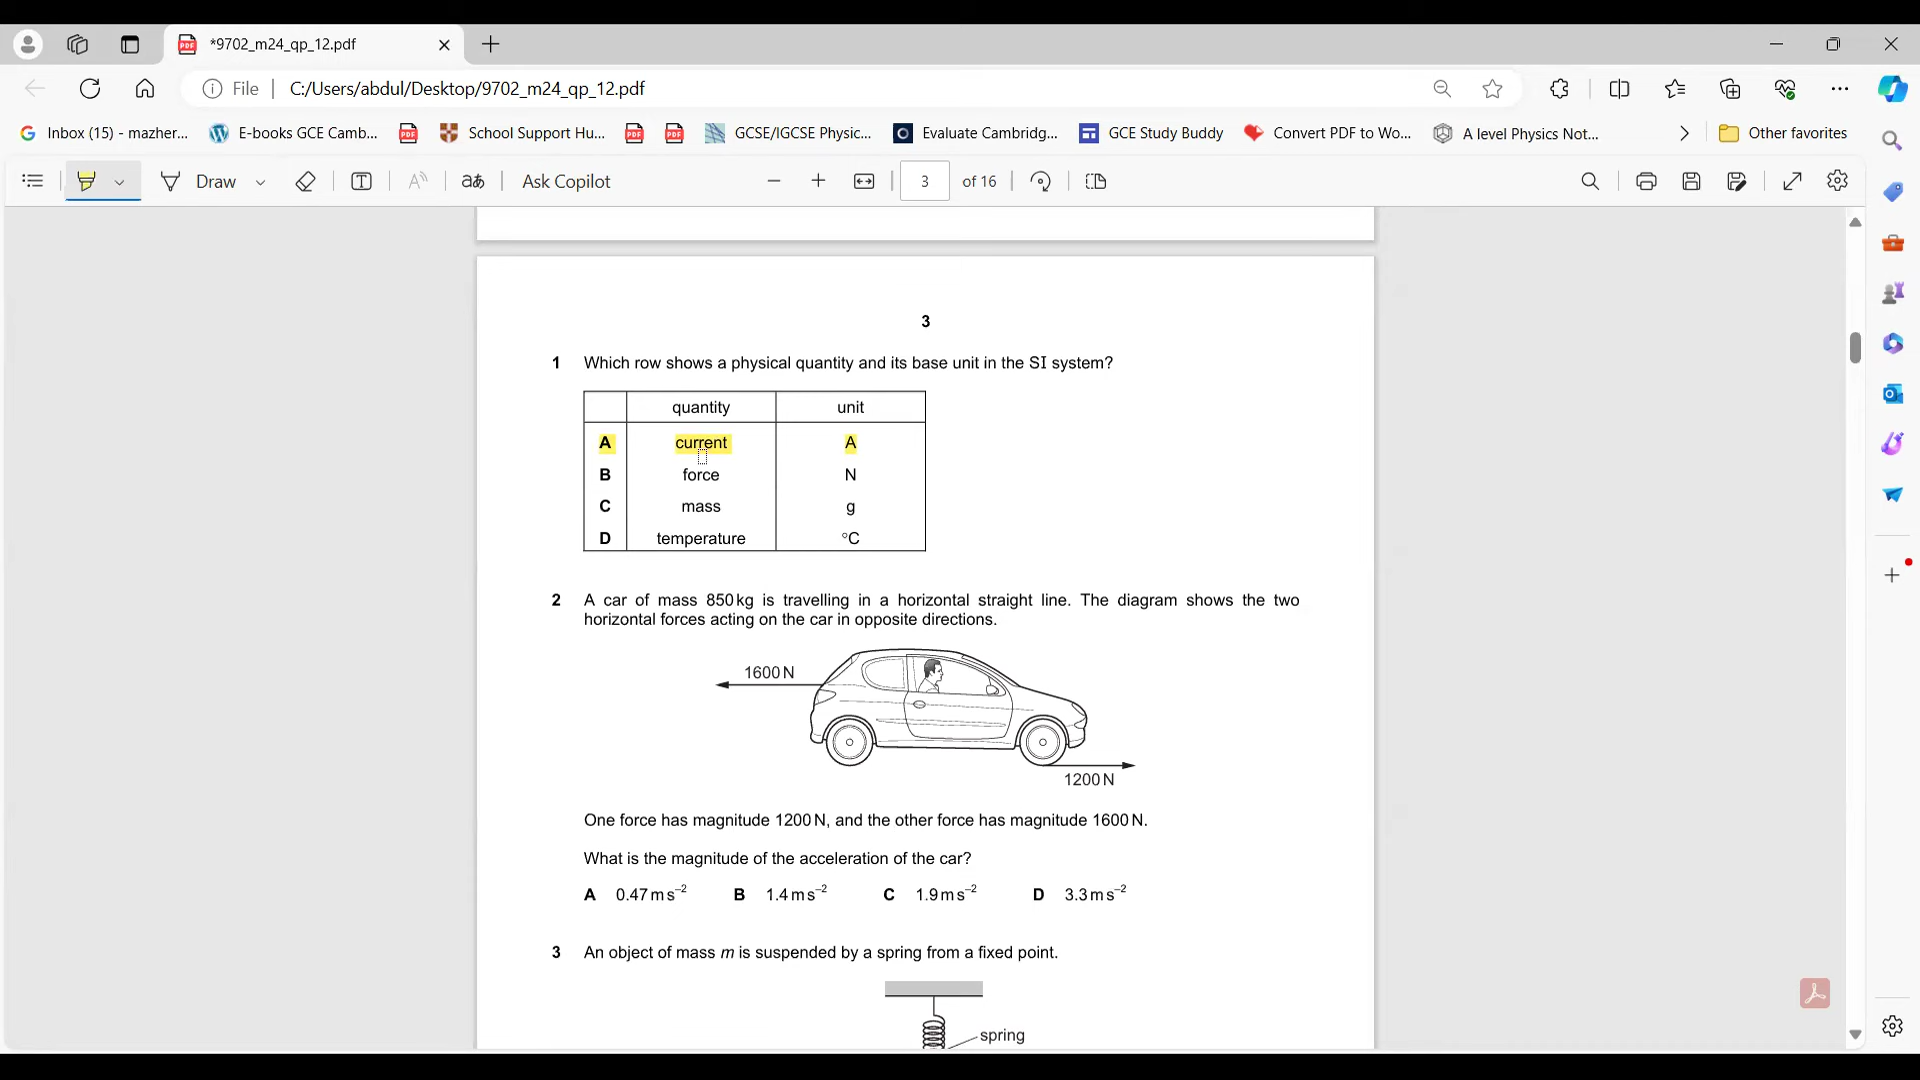 *9702_m24_qp_12.pdf
File
C:/Users/abdul/Desktop/9702_m24_qp_12.pdf
Inbox (15) - mazher...
E-books GCE Camb...
School Support Hu...
GCSE/IGCSE Physic...
Evaluate Cambridg...
GCE Study Buddy
Convert PDF to Wo...
A level Physics Not...
Other favorites
Draw
Ask Copilot
3 of 16
3
1 Which row shows a physical quantity and its base unit in the SI system?
quantity unit
A current A
B force N
C mass g
D temperature °C
2 A car of mass 850 kg is travelling in a horizontal straight line. The diagram shows the two
horizontal forces acting on the car in opposite directions.
1600 N
1200 N
One force has magnitude 1200 N, and the other force has magnitude 1600 N.
What is the magnitude of the acceleration of the car?
A 0.47 m s⁻² B 1.4 m s⁻² C 1.9 m s⁻² D 3.3 m s⁻²
3 An object of mass m is suspended by a spring from a fixed point.
spring